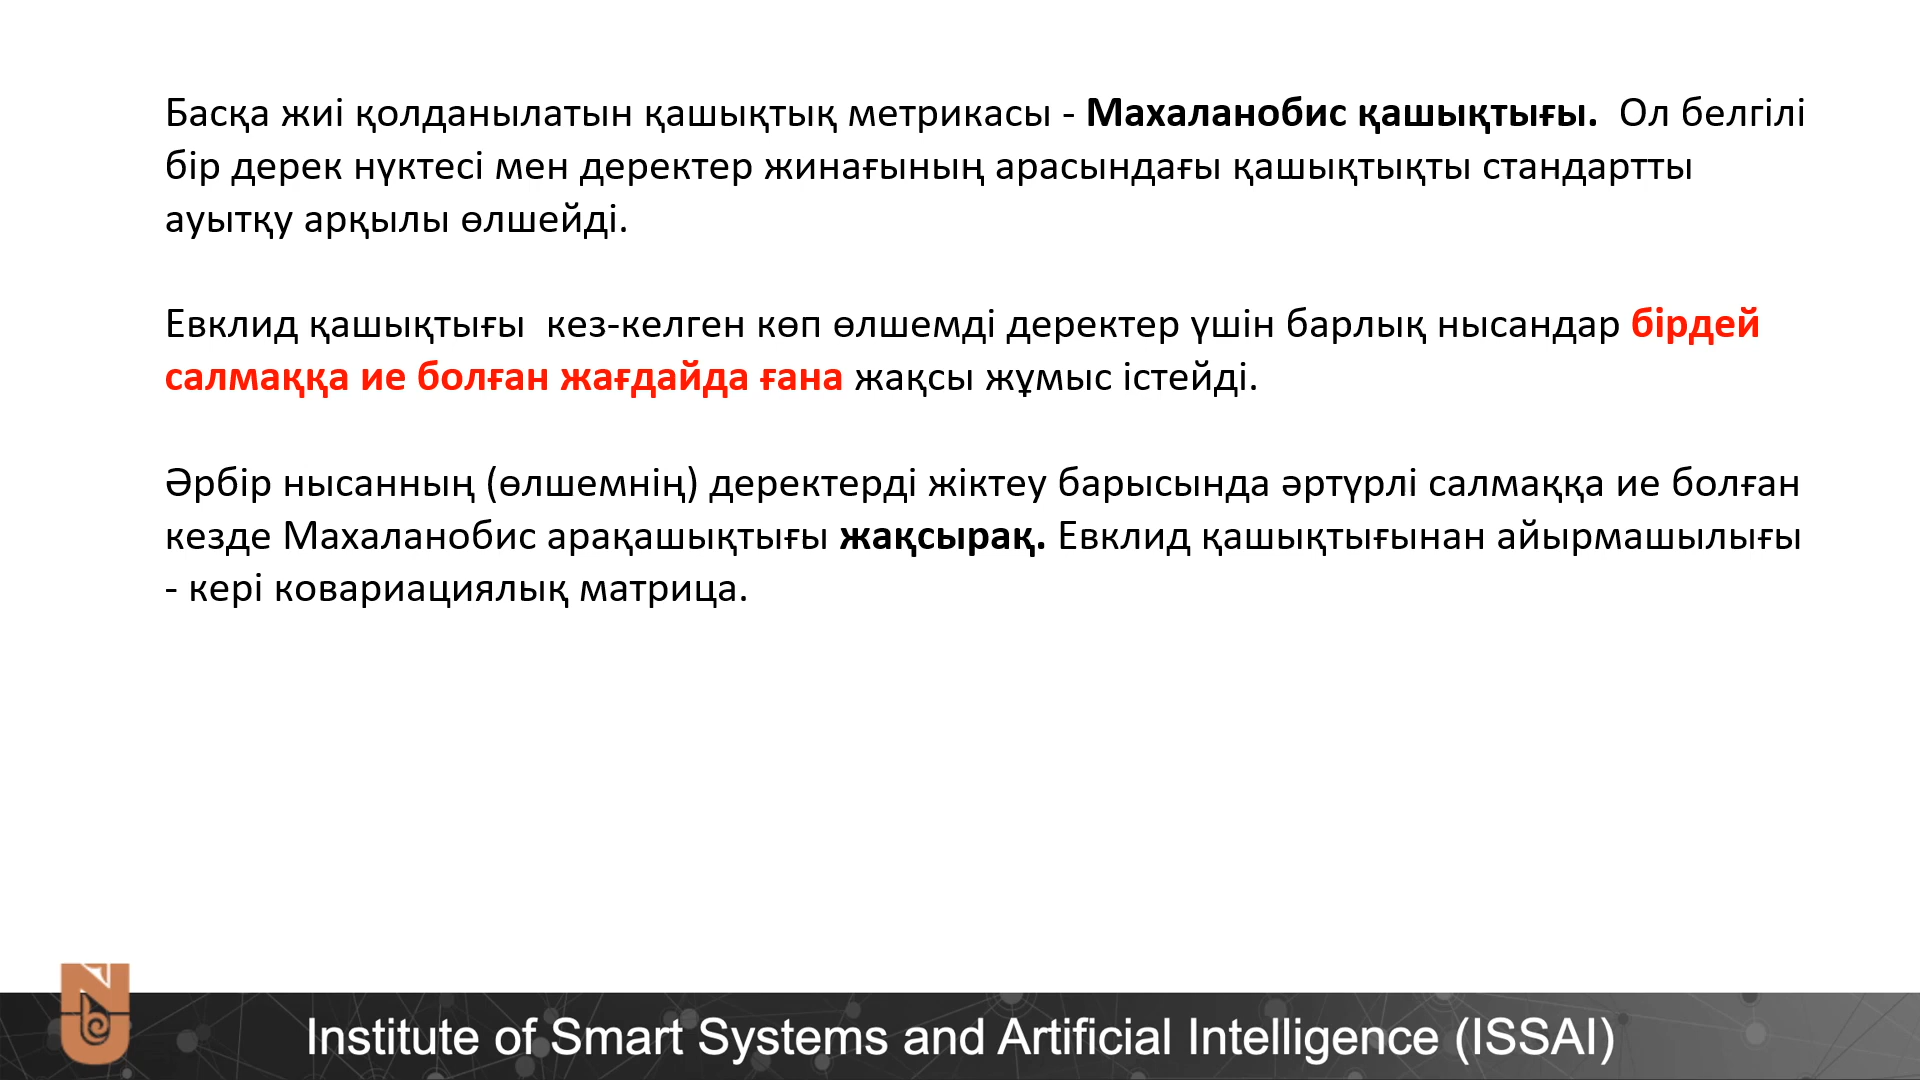 Басқа жиі қолданылатын қашықтық метрикасы - Махаланобис қашықтығы.  Ол белгілі
бір дерек нүктесі мен деректер жинағының арасындағы қашықтықты стандартты
ауытқу арқылы өлшейді.
Евклид қашықтығы  кез-келген көп өлшемді деректер үшін барлық нысандар бірдей
салмаққа ие болған жағдайда ғана жақсы жұмыс істейді.
Әрбір нысанның (өлшемнің) деректерді жіктеу барысында әртүрлі салмаққа ие болған
кезде Махаланобис арақашықтығы жақсырақ. Евклид қашықтығынан айырмашылығы
- кері ковариациялық матрица.
Institute of Smart Systems and Artificial Intelligence (ISSAI)